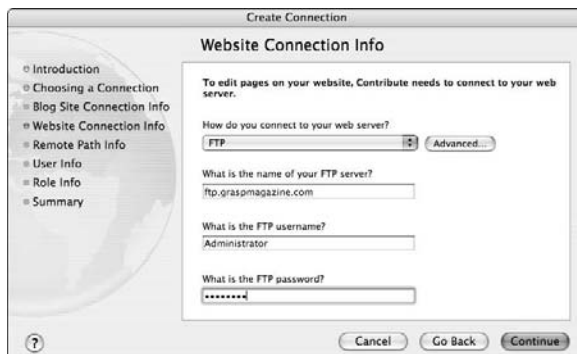 Create Connection
Website Connection Info
Introduction
Choosing a Connection
Blog Site Connection Info
Website Connection Info
Remote Path Info
User Info
Role Info
Summary
To edit pages on your website, Contribute needs to connect to your web
server.
How do you connect to your web server?
FTP
Advanced...
What is the name of your FTP server?
ftp.graspmagazine.com
What is the FTP username?
Administrator
What is the FTP password?
••••••••
?
Cancel
Go Back
Continue